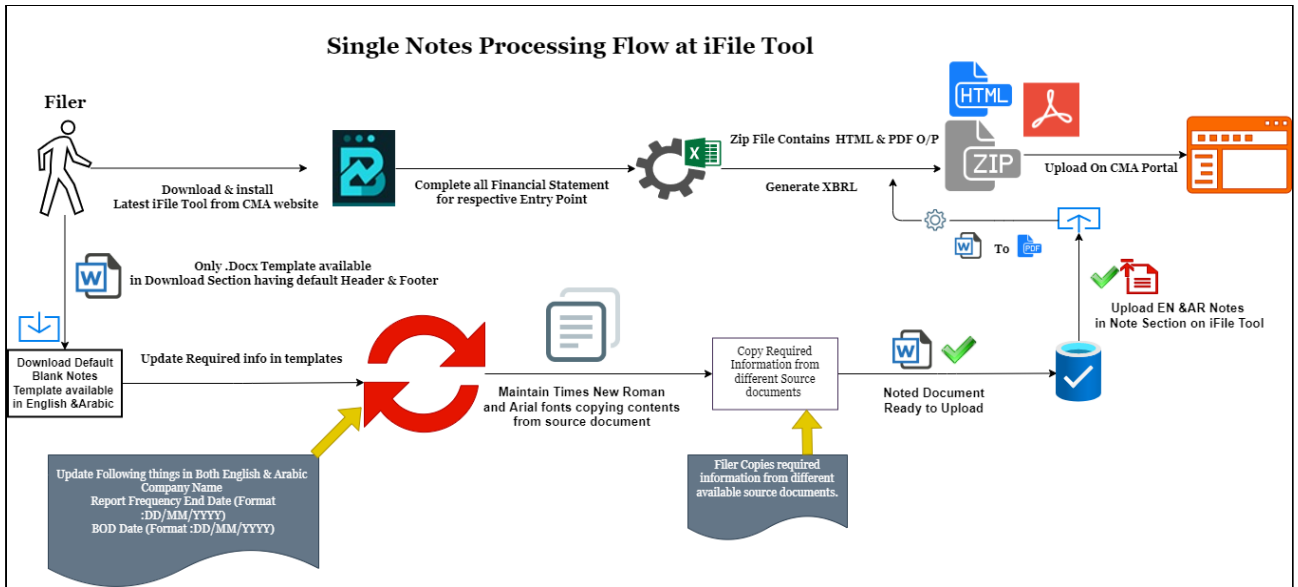 Single Notes Processing Flow at iFile Tool
Filer
HTML
ZIP
X
Zip File Contains HTML & PDF O/P
Generate XBRL
Upload On CMA Portal
Download & install
Latest iFile Tool from CMA website
Complete all Financial Statement
for respective Entry Point
W
To
PDF
W
Only .Docx Template available
in Download Section having default Header & Footer
Upload EN &AR Notes
in Note Section on iFile Tool
Download Default
Blank Notes
Template available
in English &Arabic
Update Required info in templates
Maintain Times New Roman
and Arial fonts copying contents
from source document
Copy Required
Information from
different Source
documents
W
Noted Document
Ready to Upload
Update Following things in Both English & Arabic
Company Name
Report Frequency End Date (Format
:DD/MM/YYYY)
BOD Date (Format :DD/MM/YYYY)
Filer Copies required
information from different
available source documents.